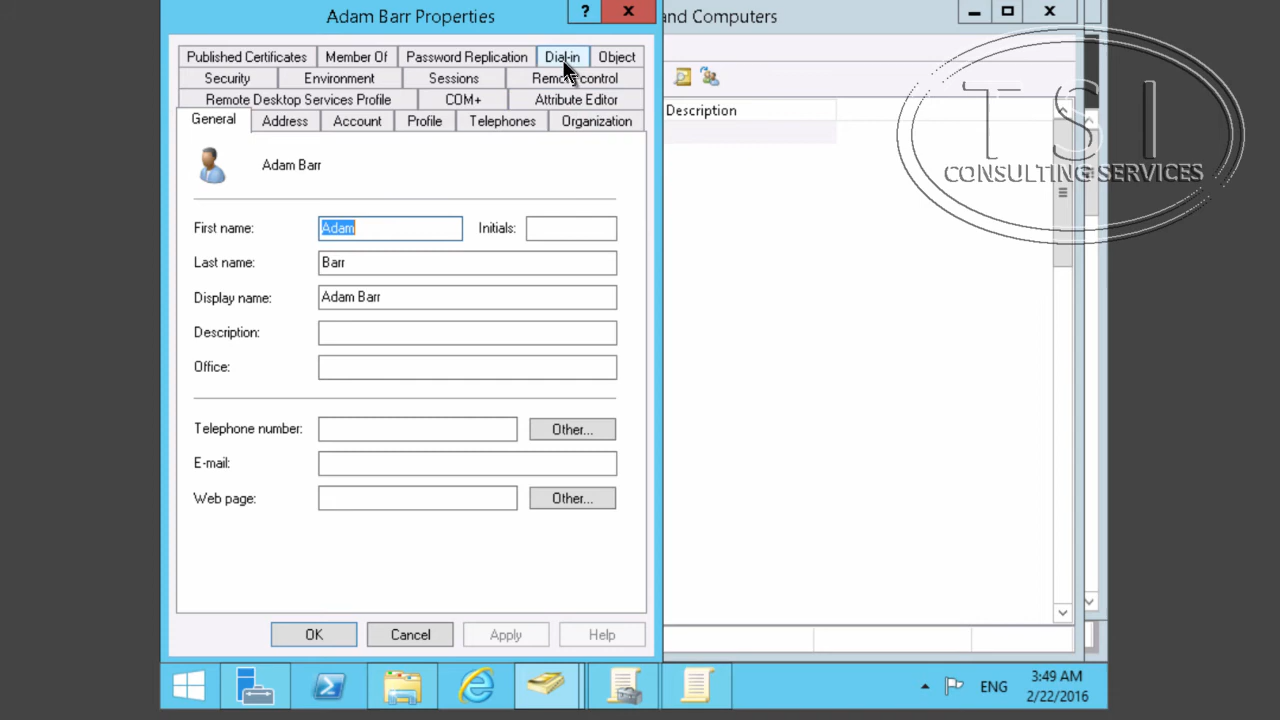 Adam Barr Properties
?
and Computers
Published Certificates
Member Of
Password Replication
Dial-in
Object
Security
Environment
Sessions
Remote control
Remote Desktop Services Profile
COM+
Attribute Editor
General
Address
Account
Profile
Telephones
Organization
Description
TSI
CONSULTING SERVICES
Adam Barr
First name:
Adam
Initials:
Last name:
Barr
Display name:
Adam Barr
Description:
Office:
Telephone number:
Other...
E-mail:
Web page:
Other...
OK
Cancel
Apply
Help
ENG
3:49 AM
2/22/2016